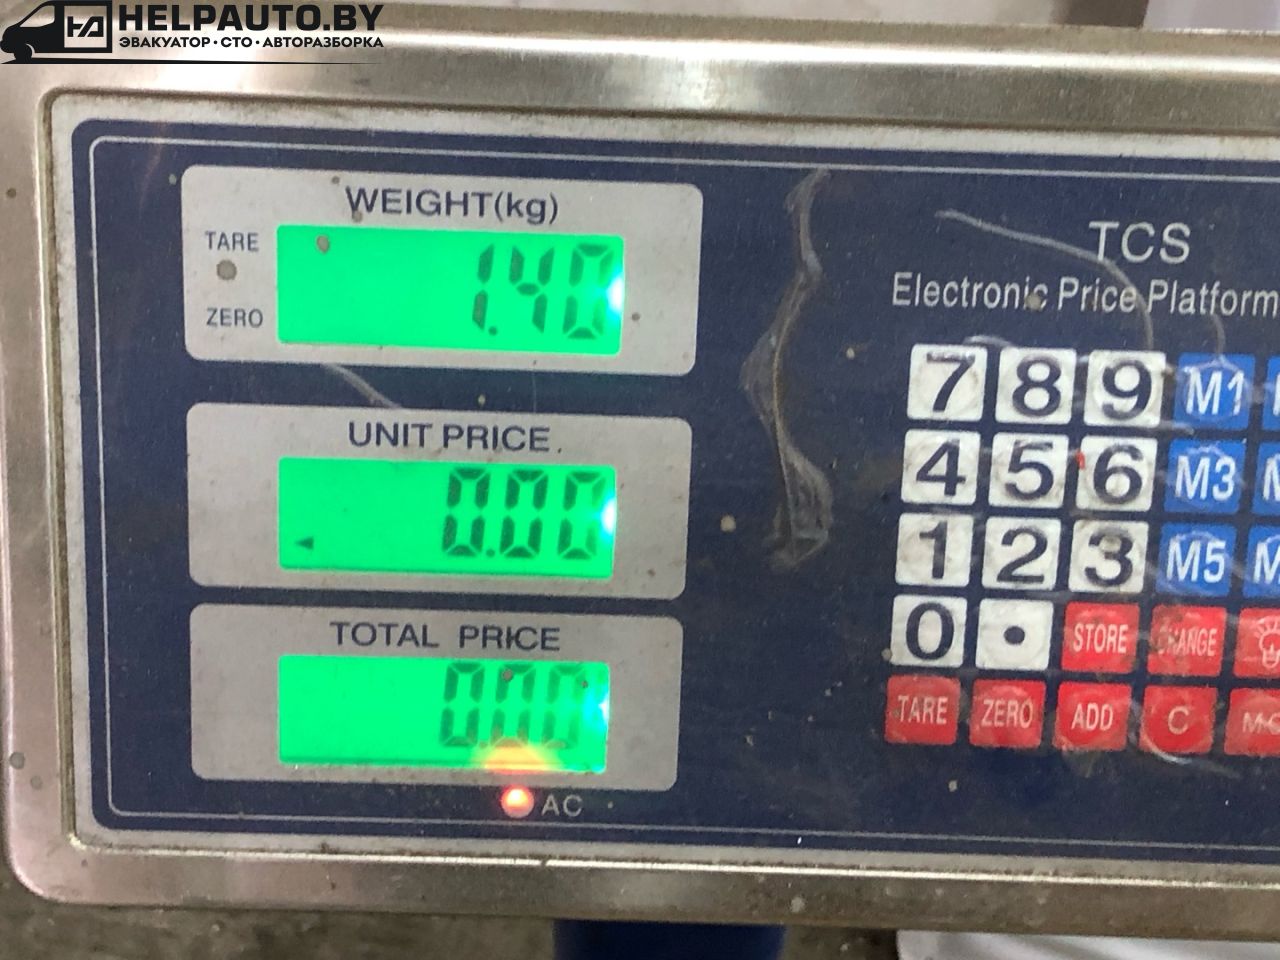 HELPAUTO.BY
ЭВАКУАТОР·СТО·АВТОРАЗБОРКА
WEIGHT(kg)
TARE
ZERO
1.40
UNIT PRICE
0.00
TOTAL PRICE
0.00
AC
TCS
Electronic Price Platform
7 8 9 M1
4 5 6 M3
1 2 3 M5
0 . STORE CHANGE
TARE ZERO ADD C